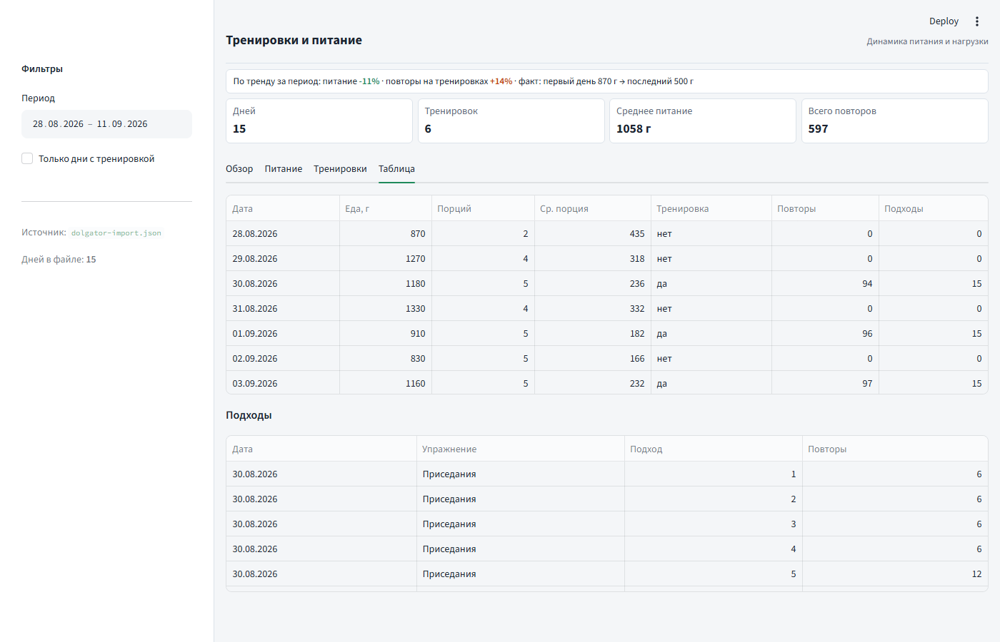 Deploy
Тренировки и питание
Динамика питания и нагрузки
Фильтры
Период
28.08.2026 – 11.09.2026
Только дни с тренировкой
Источник: dolgator-import.json
Дней в файле: 15
По тренду за период: питание -11% · повторы на тренировках +14% · факт: первый день 870 г → последний 500 г
Дней Тренировок Среднее питание Всего повторов
15 6 1058 г 597
Обзор Питание Тренировки Таблица
Дата Еда, г Порций Ср. порция Тренировка Повторы Подходы
28.08.2026 870 2 435 нет 0 0
29.08.2026 1270 4 318 нет 0 0
30.08.2026 1180 5 236 да 94 15
31.08.2026 1330 4 332 нет 0 0
01.09.2026 910 5 182 да 96 15
02.09.2026 830 5 166 нет 0 0
03.09.2026 1160 5 232 да 97 15
Подходы
Дата Упражнение Подход Повторы
30.08.2026 Приседания 1 6
30.08.2026 Приседания 2 6
30.08.2026 Приседания 3 6
30.08.2026 Приседания 4 6
30.08.2026 Приседания 5 12